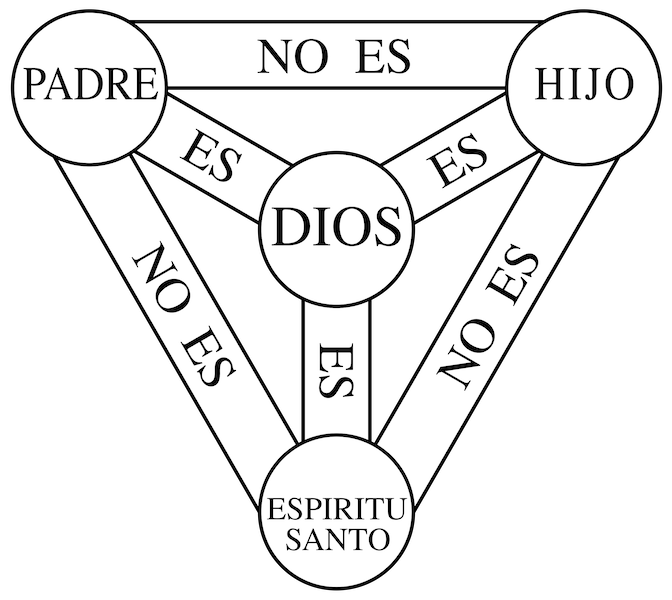 PADRE
NO ES
HIJO
ES
ES
DIOS
NO ES
ES
NO ES
ESPIRITU
SANTO